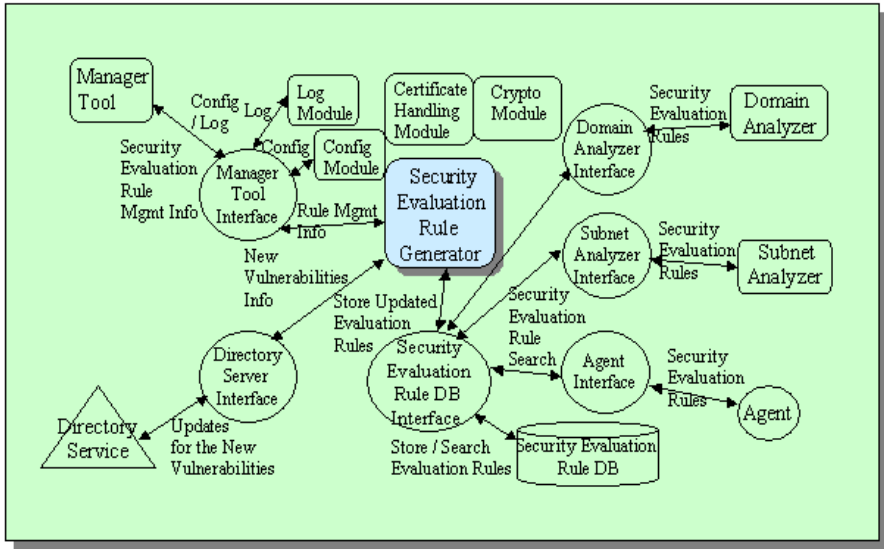 Manager
Tool
Config
/ Log
Log
Log
Module
Certificate
Handling
Module
Crypto
Module
Security
Evaluation
Rules
Domain
Analyzer
Domain
Analyzer
Interface
Security
Evaluation
Rule
Mgmt Info
Config
Config
Module
Manager
Tool
Interface
Security
Evaluation
Rule
Generator
Rule Mgmt
Info
Subnet
Analyzer
Interface
Security
Evaluation
Rules
Subnet
Analyzer
New
Vulnerabilities
Info
Store Updated
Evaluation
Rules
Security
Evaluation
Rule
Search
Directory
Server
Interface
Security
Evaluation
Rule DB
Interface
Agent
Interface
Security
Evaluation
Rules
Agent
Directory
Service
Updates
for the New
Vulnerabilities
Store / Search
Evaluation Rules
Security Evaluation
Rule DB